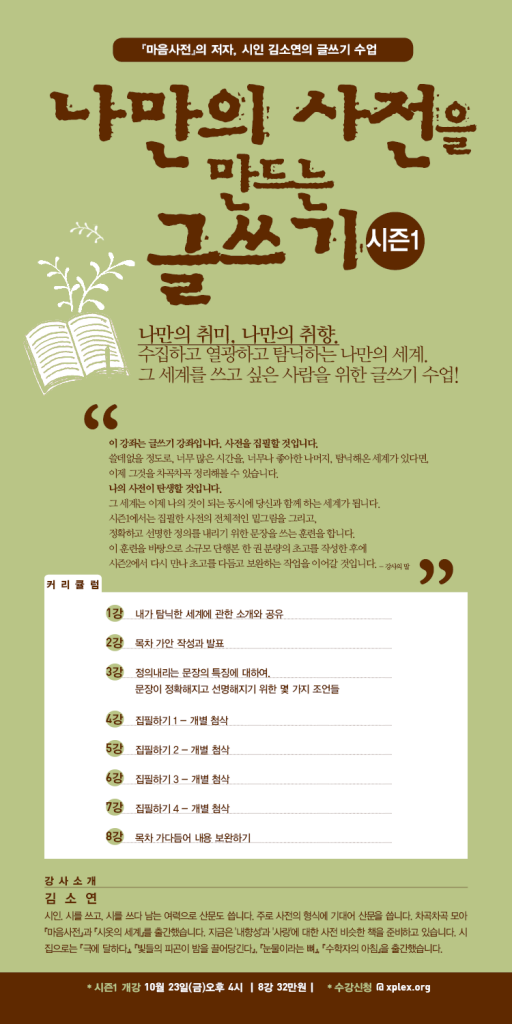 『마음사전』의 저자, 시인 김소연의 글쓰기 수업
나만의 사전을
만드는
글쓰기 시즌1
나만의 취미, 나만의 취향.
수집하고 열광하고 탐닉하는 나만의 세계.
그 세계를 쓰고 싶은 사람을 위한 글쓰기 수업!
“
이 강좌는 글쓰기 강좌입니다. 사전을 집필할 것입니다.
쓸데없을 정도로, 너무 많은 시간을, 너무나 좋아한 나머지, 탐닉해온 세계가 있다면,
이제 그것을 차곡차곡 정리해볼 수 있습니다.
나의 사전이 탄생할 것입니다.
그 세계는 이제 나의 것이 되는 동시에 당신과 함께 하는 세계가 됩니다.
시즌1에서는 집필한 사전의 전체적인 밑그림을 그리고,
정확하고 선명한 정의를 내리기 위한 문장을 쓰는 훈련을 합니다.
이 훈련을 바탕으로 소규모 단행본 한 권 분량의 초고를 작성한 후에
시즌2에서 다시 만나 초고를 다듬고 보완하는 작업을 이어갈 것입니다. – 강사의 말
”
커리큘럼
1강 내가 탐닉한 세계에 관한 소개와 공유
2강 목차 가안 작성과 발표
3강 정의내리는 문장의 특징에 대하여,
문장이 정확해지고 선명해지기 위한 몇 가지 조언들
4강 집필하기 1 – 개별 첨삭
5강 집필하기 2 – 개별 첨삭
6강 집필하기 3 – 개별 첨삭
7강 집필하기 4 – 개별 첨삭
8강 목차 가다듬어 내용 보완하기
강사소개
김소연
시인. 시를 쓰고, 시를 쓰다 남는 여력으로 산문도 씁니다. 주로 사전의 형식에 기대어 산문을 씁니다. 차곡차곡 모아
『마음사전』과 『시옷의 세계』를 출간했습니다. 지금은 '내향성'과 '사랑'에 대한 사전 비슷한 책을 준비하고 있습니다. 시
집으로는 『극에 달하다』, 『빛들의 피곤이 밤을 끌어당긴다』, 『눈물이라는 뼈』, 『수학자의 아침』을 출간했습니다.
* 시즌1 개강 10월 23일(금)오후 4시 | 8강 32만원 | * 수강신청 @ xplex.org